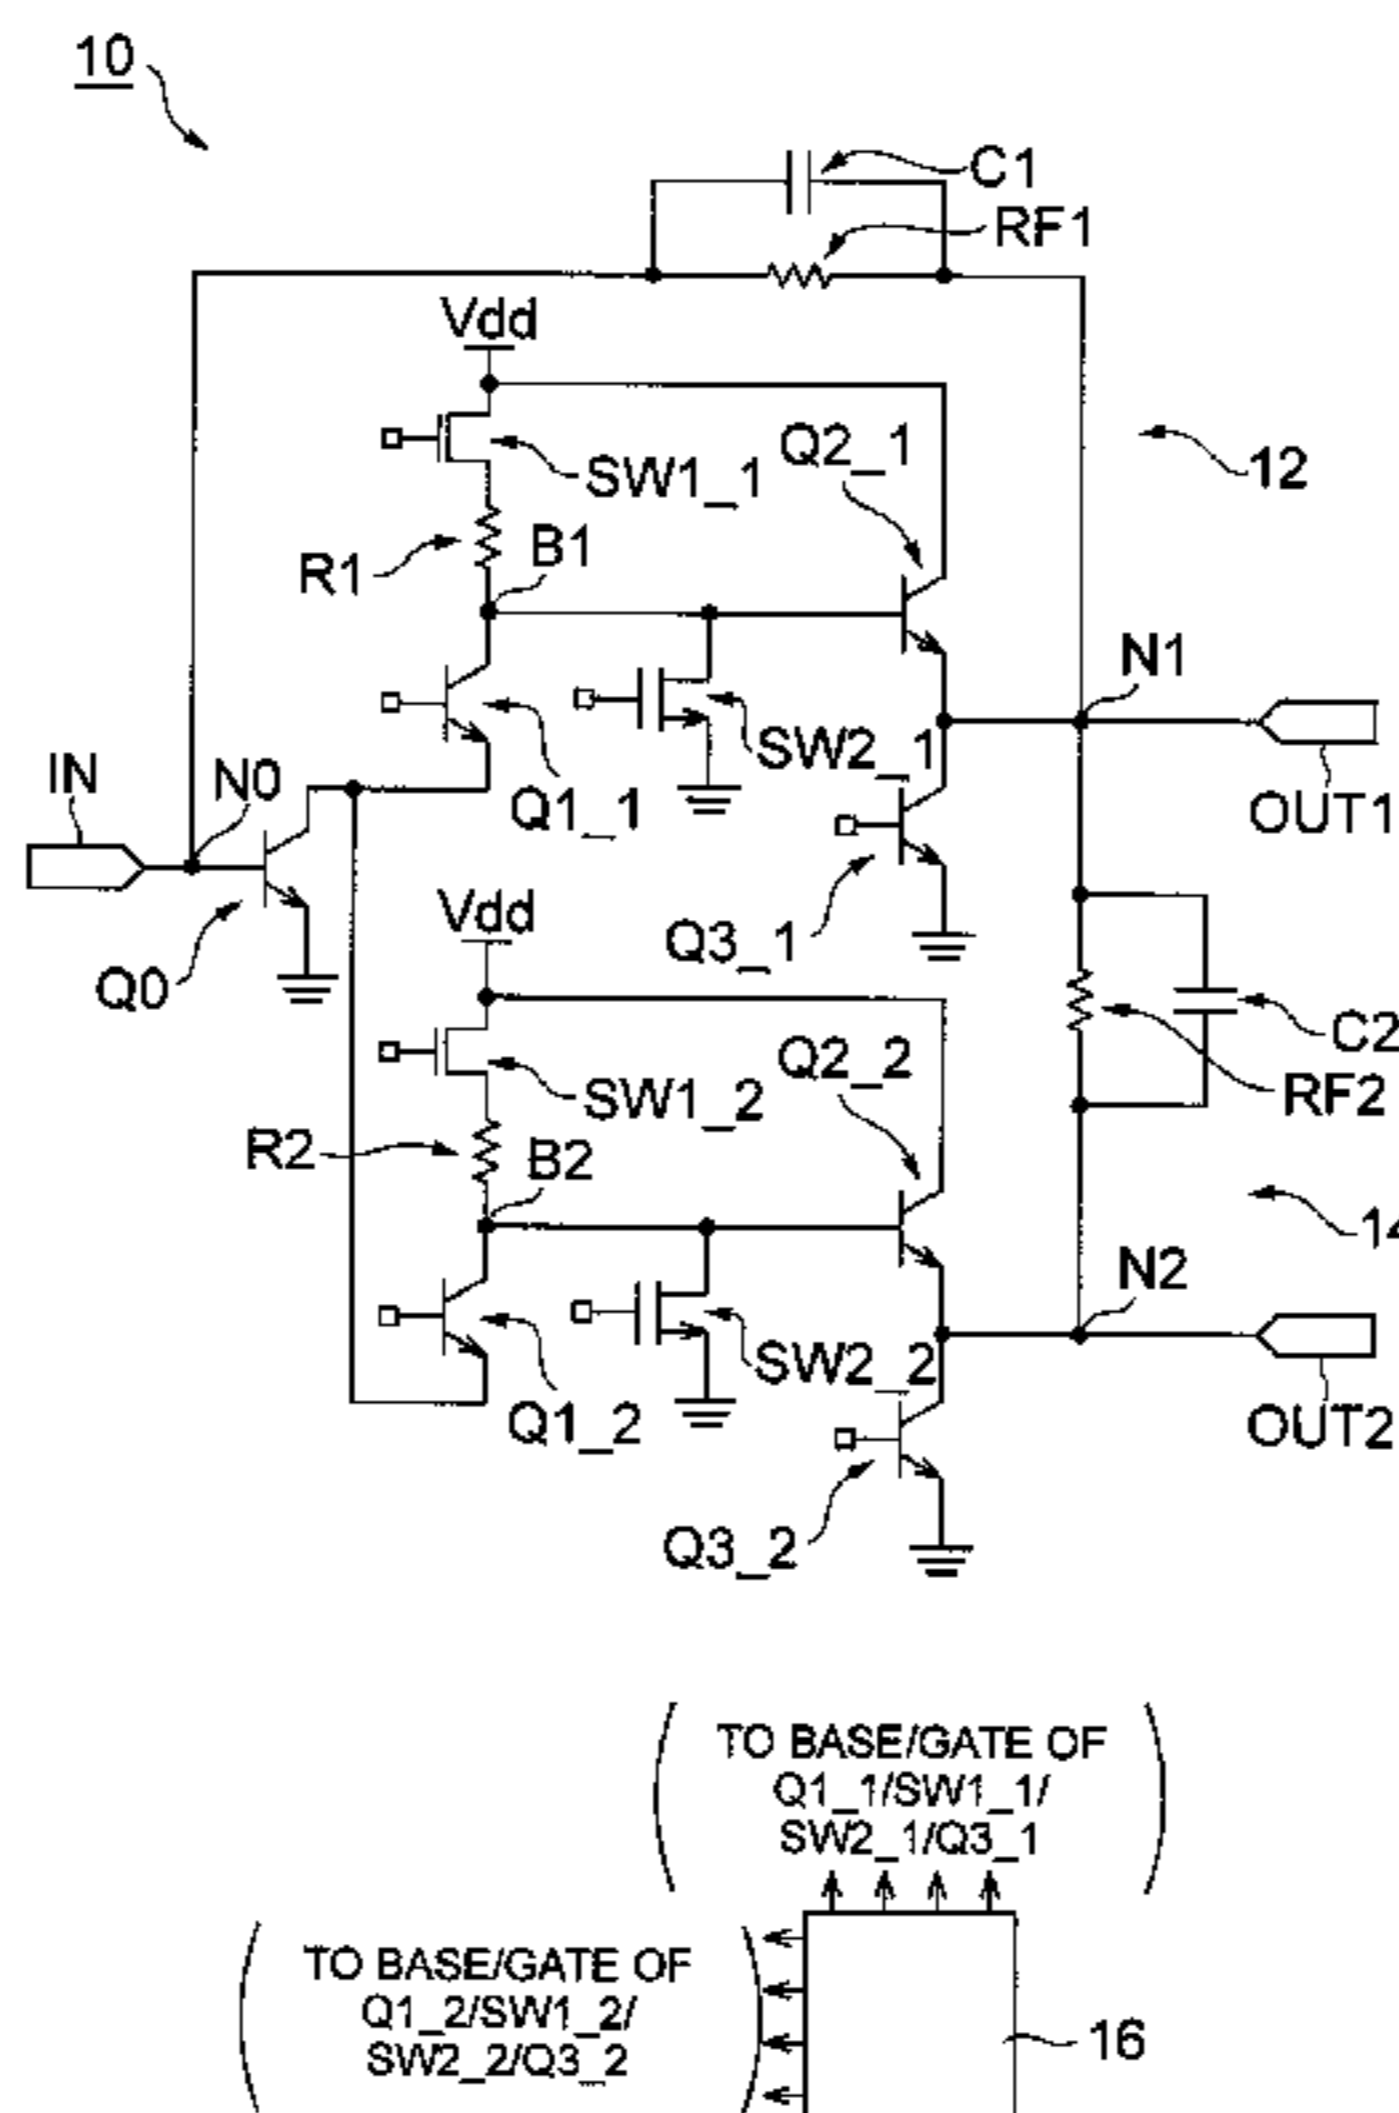 10
C1
RF1
Vdd
Q2_1
12
SW1_1
R1
B1
N1
IN
N0
SW2_1
OUT1
Q1_1
Vdd
Q3_1
Q0
C2
Q2_2
SW1_2
RF2
R2
B2
N2
SW2_2
OUT2
Q1_2
Q3_2
TO BASE/GATE OF
Q1_1/SW1_1/
SW2_1/Q3_1
TO BASE/GATE OF
Q1_2/SW1_2/
SW2_2/Q3_2
16